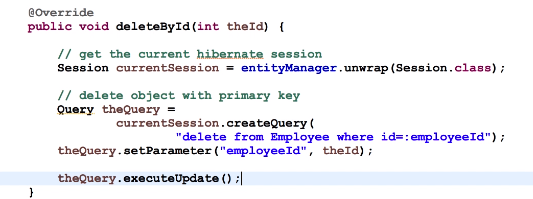 @Override
public void deleteById(int theId) {
// get the current hibernate session
Session currentSession = entityManager.unwrap(Session.class);
// delete object with primary key
Query theQuery =
currentSession.createQuery(
"delete from Employee where id=:employeeId");
theQuery.setParameter("employeeId", theId);
theQuery.executeUpdate();
}